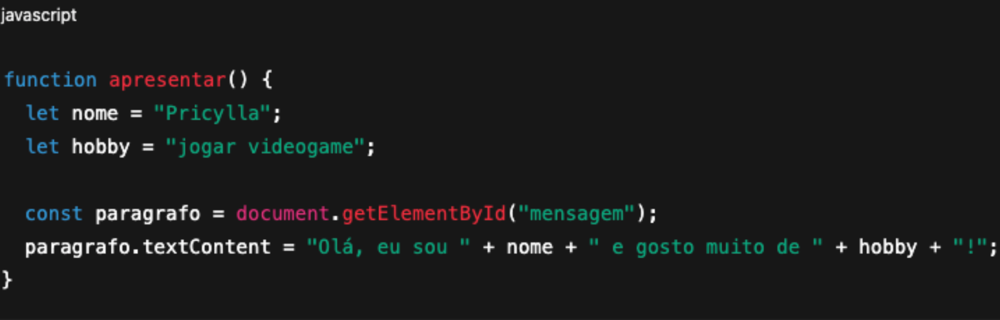 javascript
function apresentar() {
let nome = "Pricylla";
let hobby = "jogar videogame";
const paragrafo = document.getElementById("mensagem");
paragrafo.textContent = "Olá, eu sou " + nome + " e gosto muito de " + hobby + "!";
}